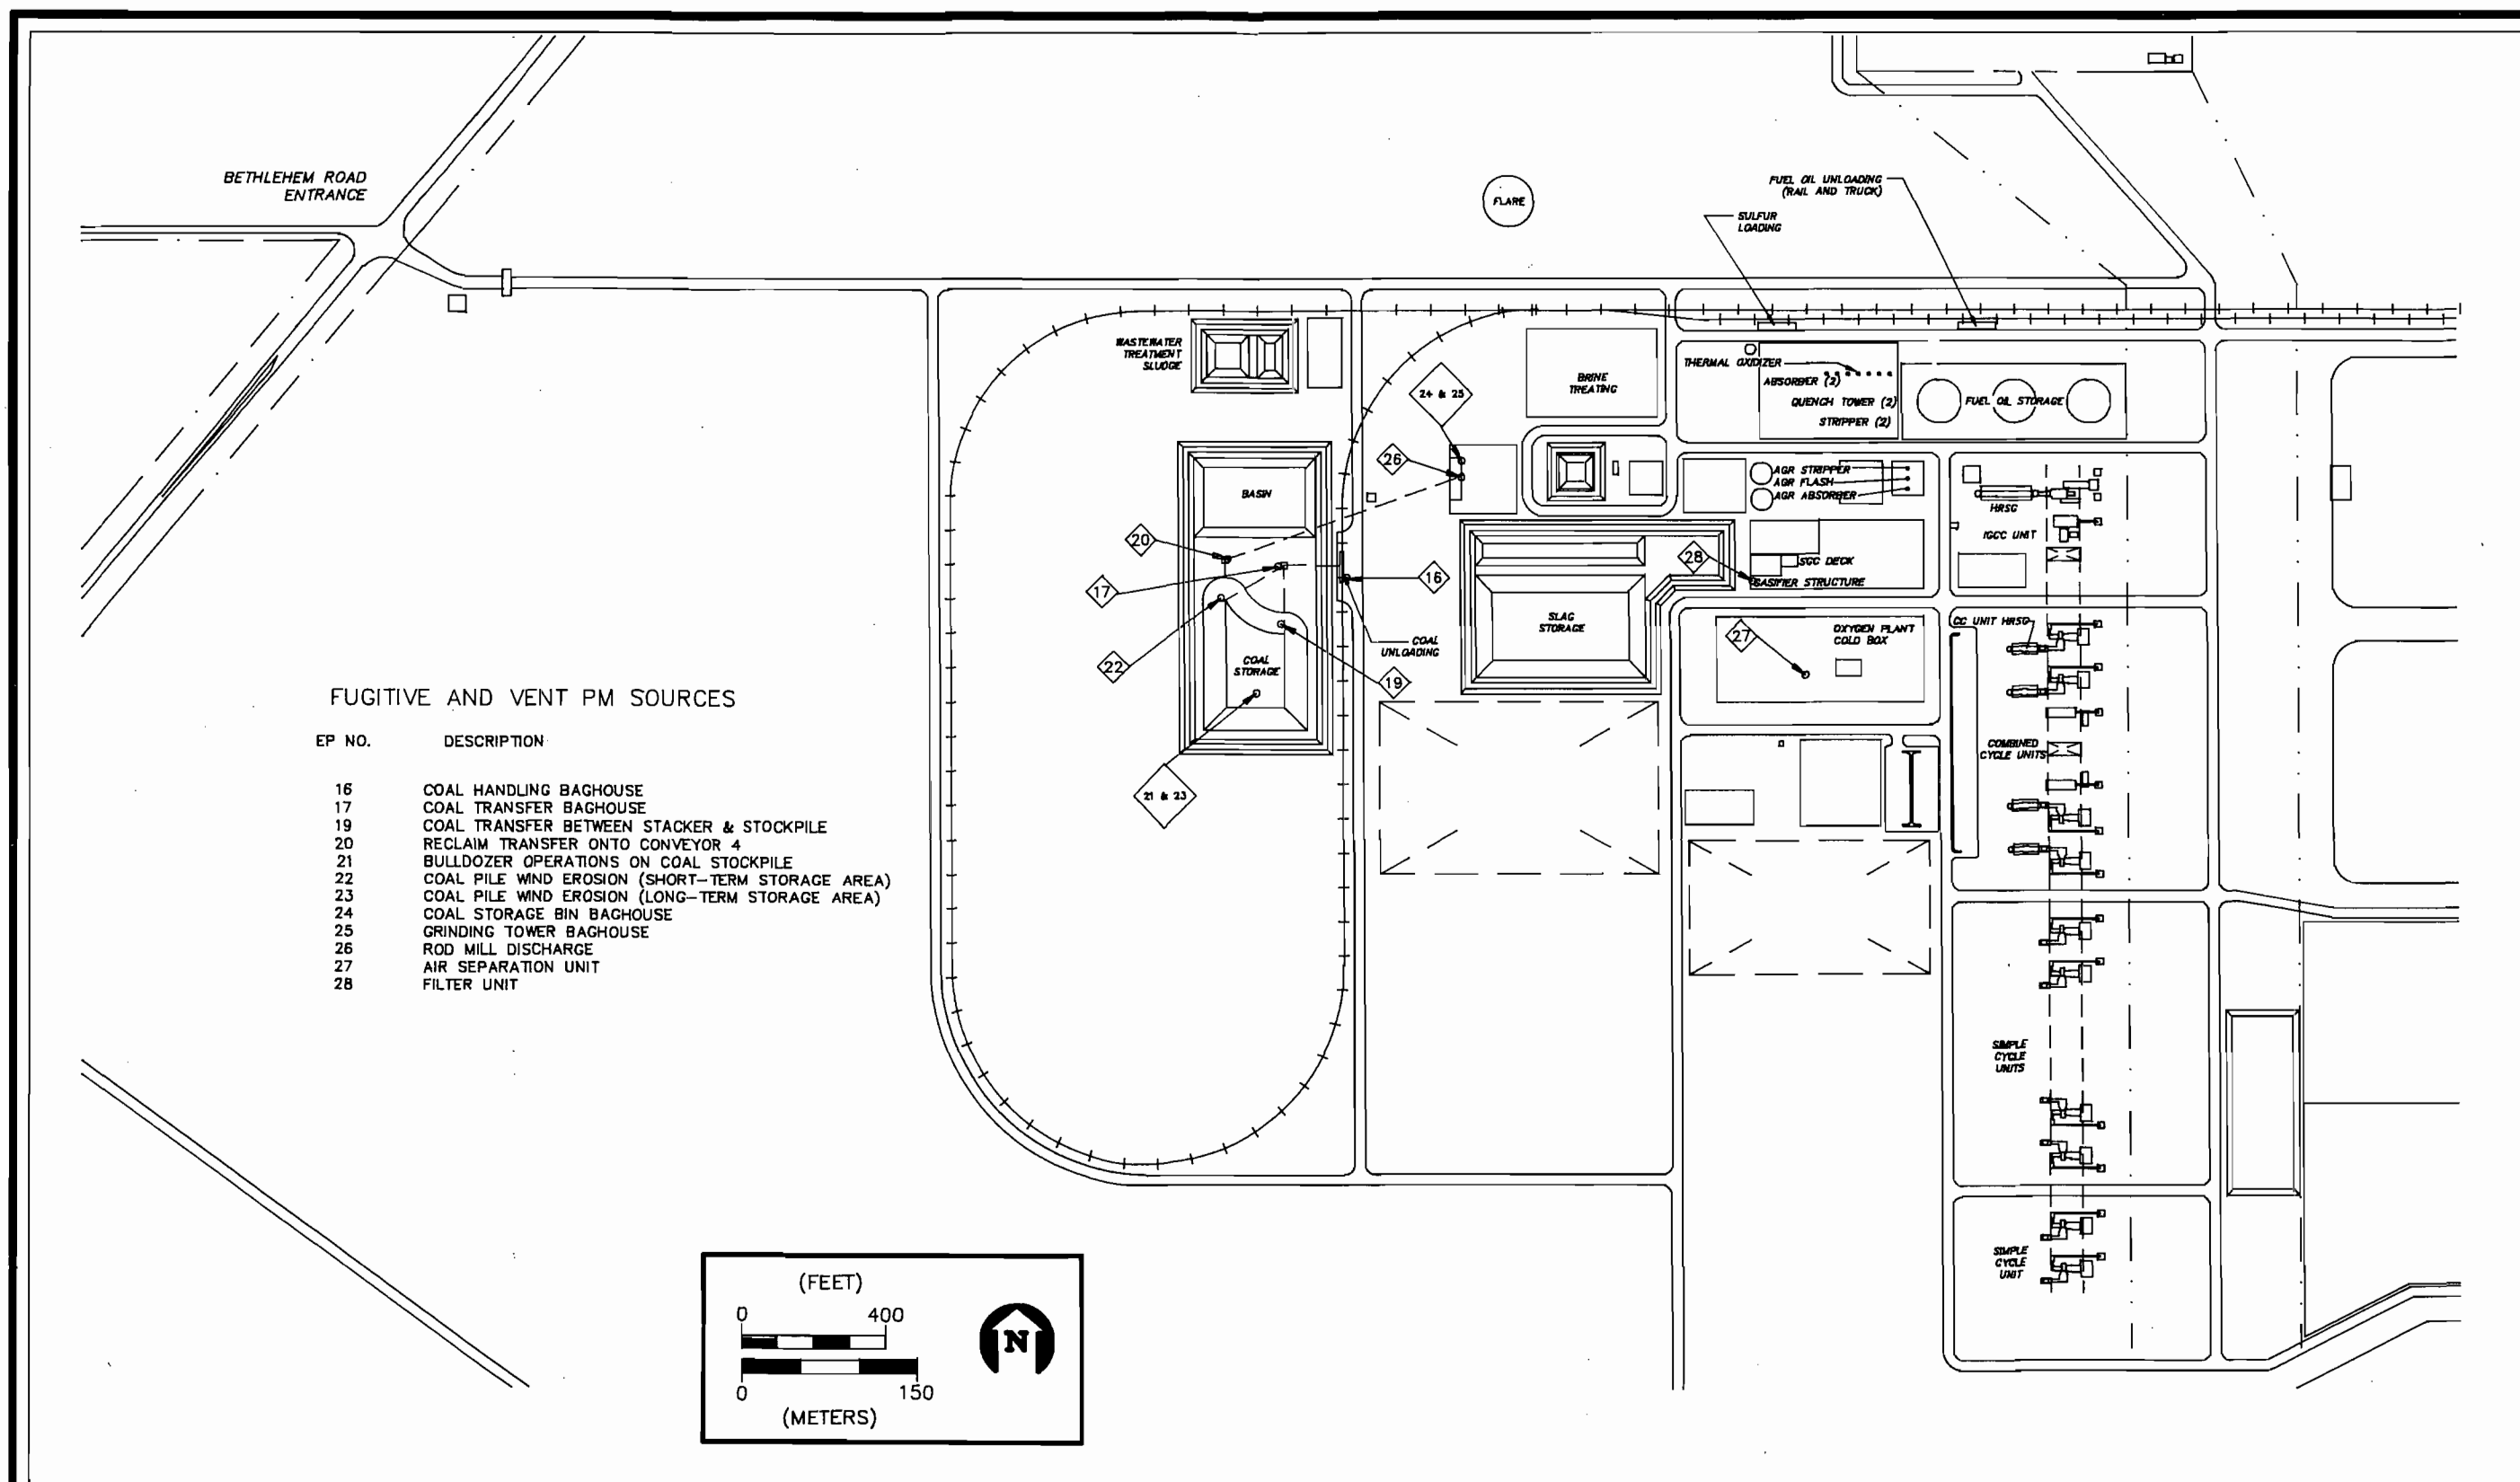 BETHLEHEM ROAD
ENTRANCE
FLARE
FUEL OIL UNLOADING
(RAIL AND TRUCK)
SULFUR
LOADING
WASTEWATER
TREATMENT
SLUDGE
24 & 25
BRINE
TREATING
THERMAL OXIDIZER
ABSORBER (2)
QUENCH TOWER (2)
STRIPPER (2)
FUEL OIL STORAGE
26
AGR STRIPPER
AGR FLASH
AGR ABSORBER
BASIN
HRSG
IGCC UNIT
20
17
16
28
SGC DECK
GASIFIER STRUCTURE
SLAG
STORAGE
COAL
UNLOADING
27
OXYGEN PLANT
COLD BOX
CC UNIT HRSG
22
COAL
STORAGE
19
21 & 23
COMBINED
CYCLE UNITS
SIMPLE
CYCLE
UNITS
SIMPLE
CYCLE
UNIT
FUGITIVE AND VENT PM SOURCES
EP NO. DESCRIPTION
16 COAL HANDLING BAGHOUSE
17 COAL TRANSFER BAGHOUSE
19 COAL TRANSFER BETWEEN STACKER & STOCKPILE
20 RECLAIM TRANSFER ONTO CONVEYOR 4
21 BULLDOZER OPERATIONS ON COAL STOCKPILE
22 COAL PILE WIND EROSION (SHORT-TERM STORAGE AREA)
23 COAL PILE WIND EROSION (LONG-TERM STORAGE AREA)
24 COAL STORAGE BIN BAGHOUSE
25 GRINDING TOWER BAGHOUSE
26 ROD MILL DISCHARGE
27 AIR SEPARATION UNIT
28 FILTER UNIT
(FEET)
0 400
N
0 150
(METERS)